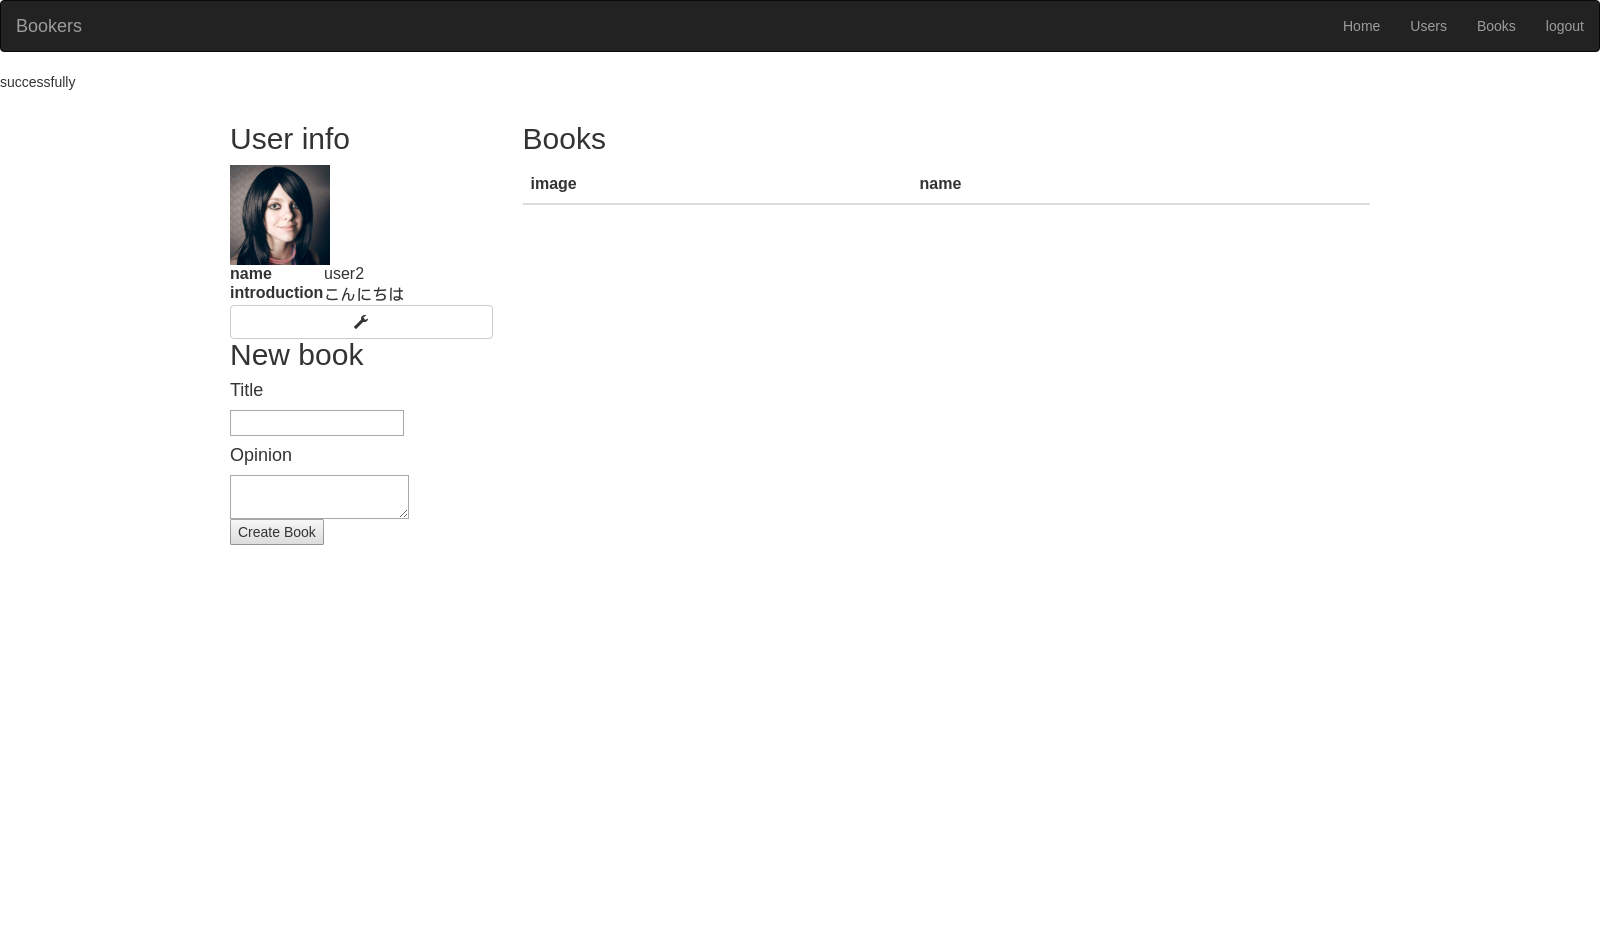 Bookers Home Users Books logout
successfully
User info
name user2
introduction こんにちは
New book
Title
Opinion
Create Book
Books
image name